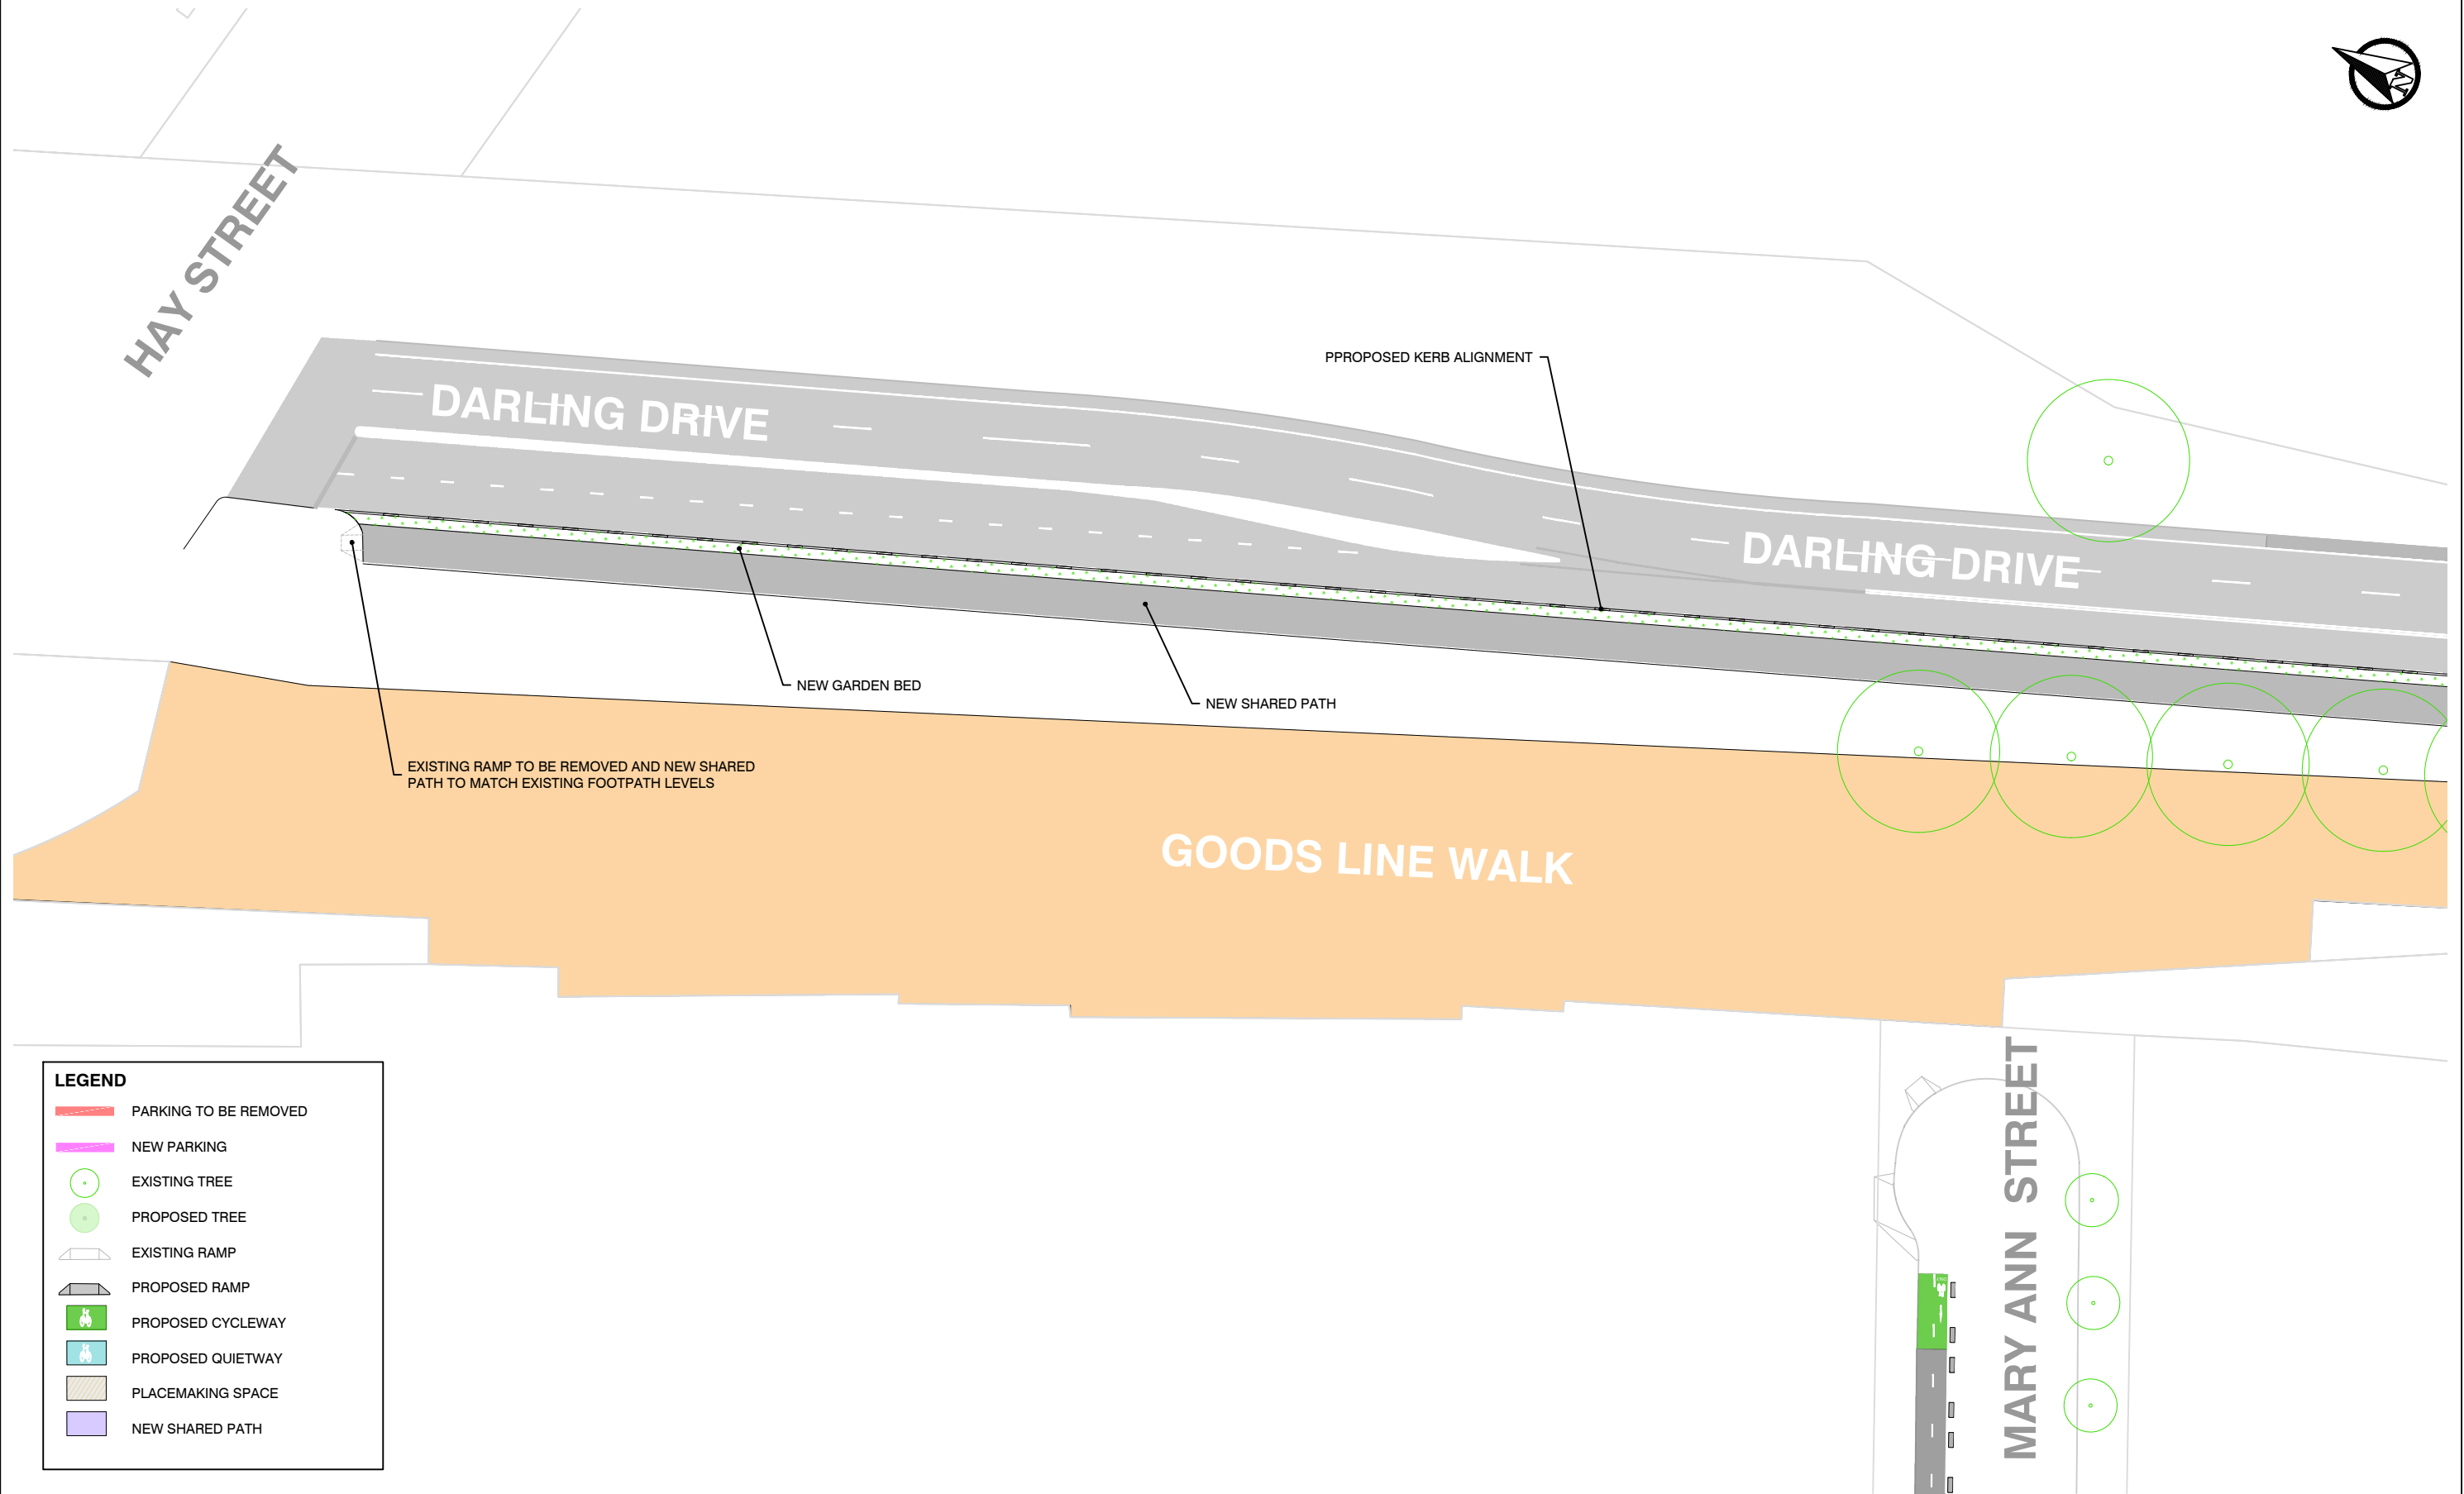 HAY STREET
DARLING DRIVE
PPROPOSED KERB ALIGNMENT
DARLING DRIVE
NEW GARDEN BED
NEW SHARED PATH
EXISTING RAMP TO BE REMOVED AND NEW SHARED
PATH TO MATCH EXISTING FOOTPATH LEVELS
GOODS LINE WALK
MARY ANN STREET
LEGEND
PARKING TO BE REMOVED
NEW PARKING
EXISTING TREE
PROPOSED TREE
EXISTING RAMP
PROPOSED RAMP
PROPOSED CYCLEWAY
PROPOSED QUIETWAY
PLACEMAKING SPACE
NEW SHARED PATH